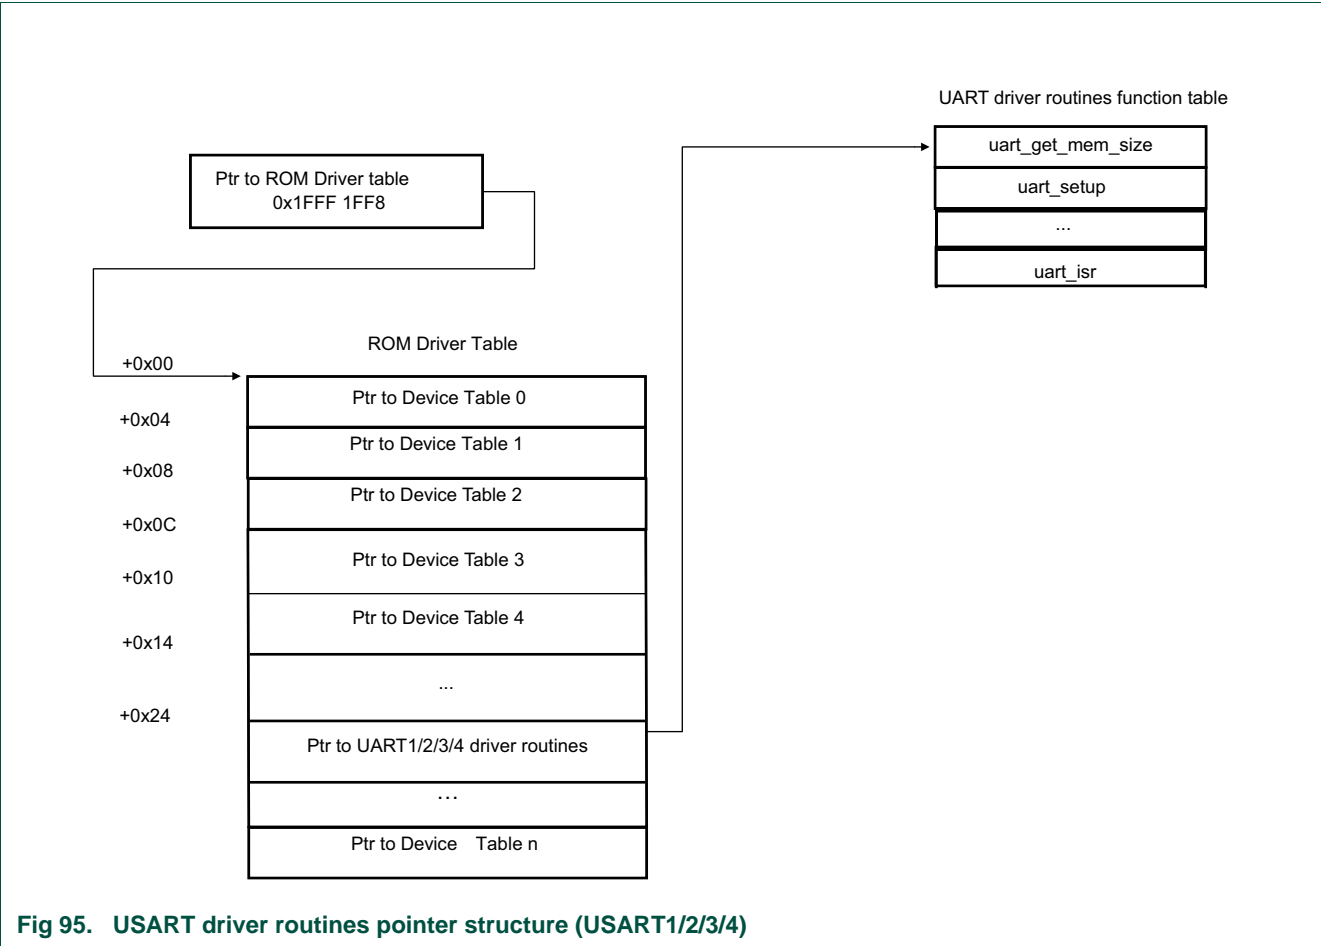 UART driver routines function table
uart_get_mem_size
uart_setup
...
uart_isr
Ptr to ROM Driver table
0x1FFF 1FF8
ROM Driver Table
+0x00
Ptr to Device Table 0
+0x04
Ptr to Device Table 1
+0x08
Ptr to Device Table 2
+0x0C
Ptr to Device Table 3
+0x10
Ptr to Device Table 4
+0x14
...
+0x24
Ptr to UART1/2/3/4 driver routines
...
Ptr to Device Table n
Fig 95. USART driver routines pointer structure (USART1/2/3/4)